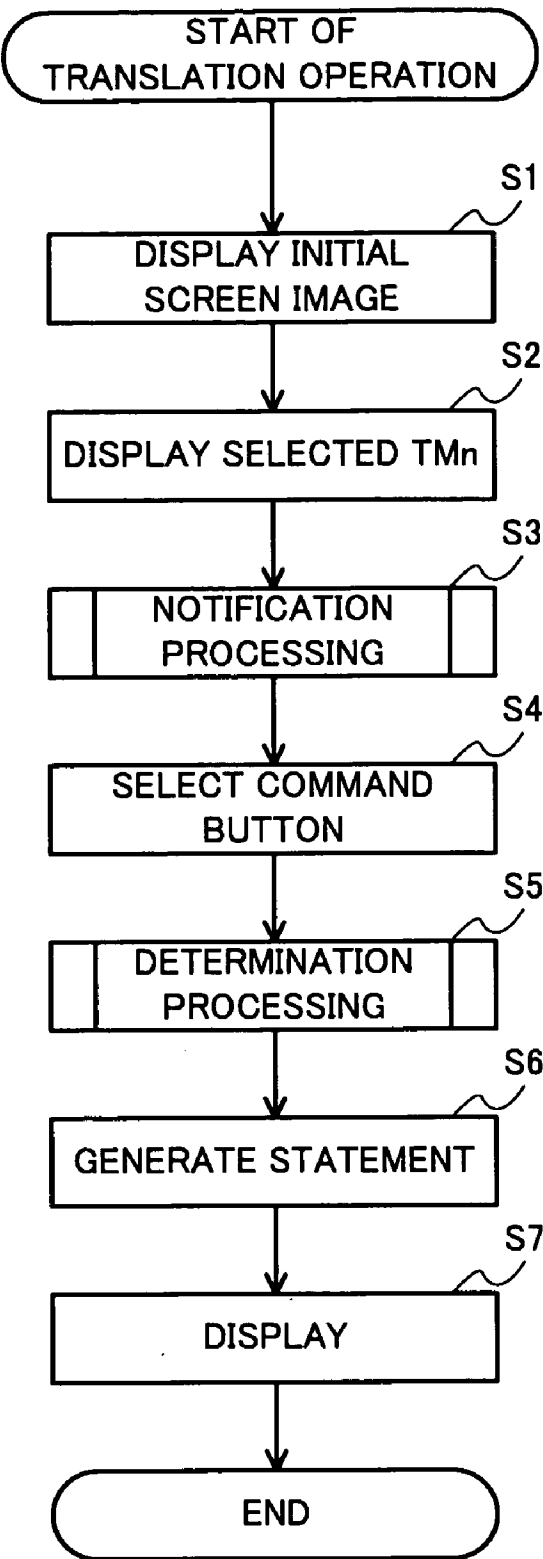 START OF
TRANSLATION OPERATION
S1
DISPLAY INITIAL
SCREEN IMAGE
S2
DISPLAY SELECTED TMn
S3
NOTIFICATION
PROCESSING
S4
SELECT COMMAND
BUTTON
S5
DETERMINATION
PROCESSING
S6
GENERATE STATEMENT
S7
DISPLAY
END